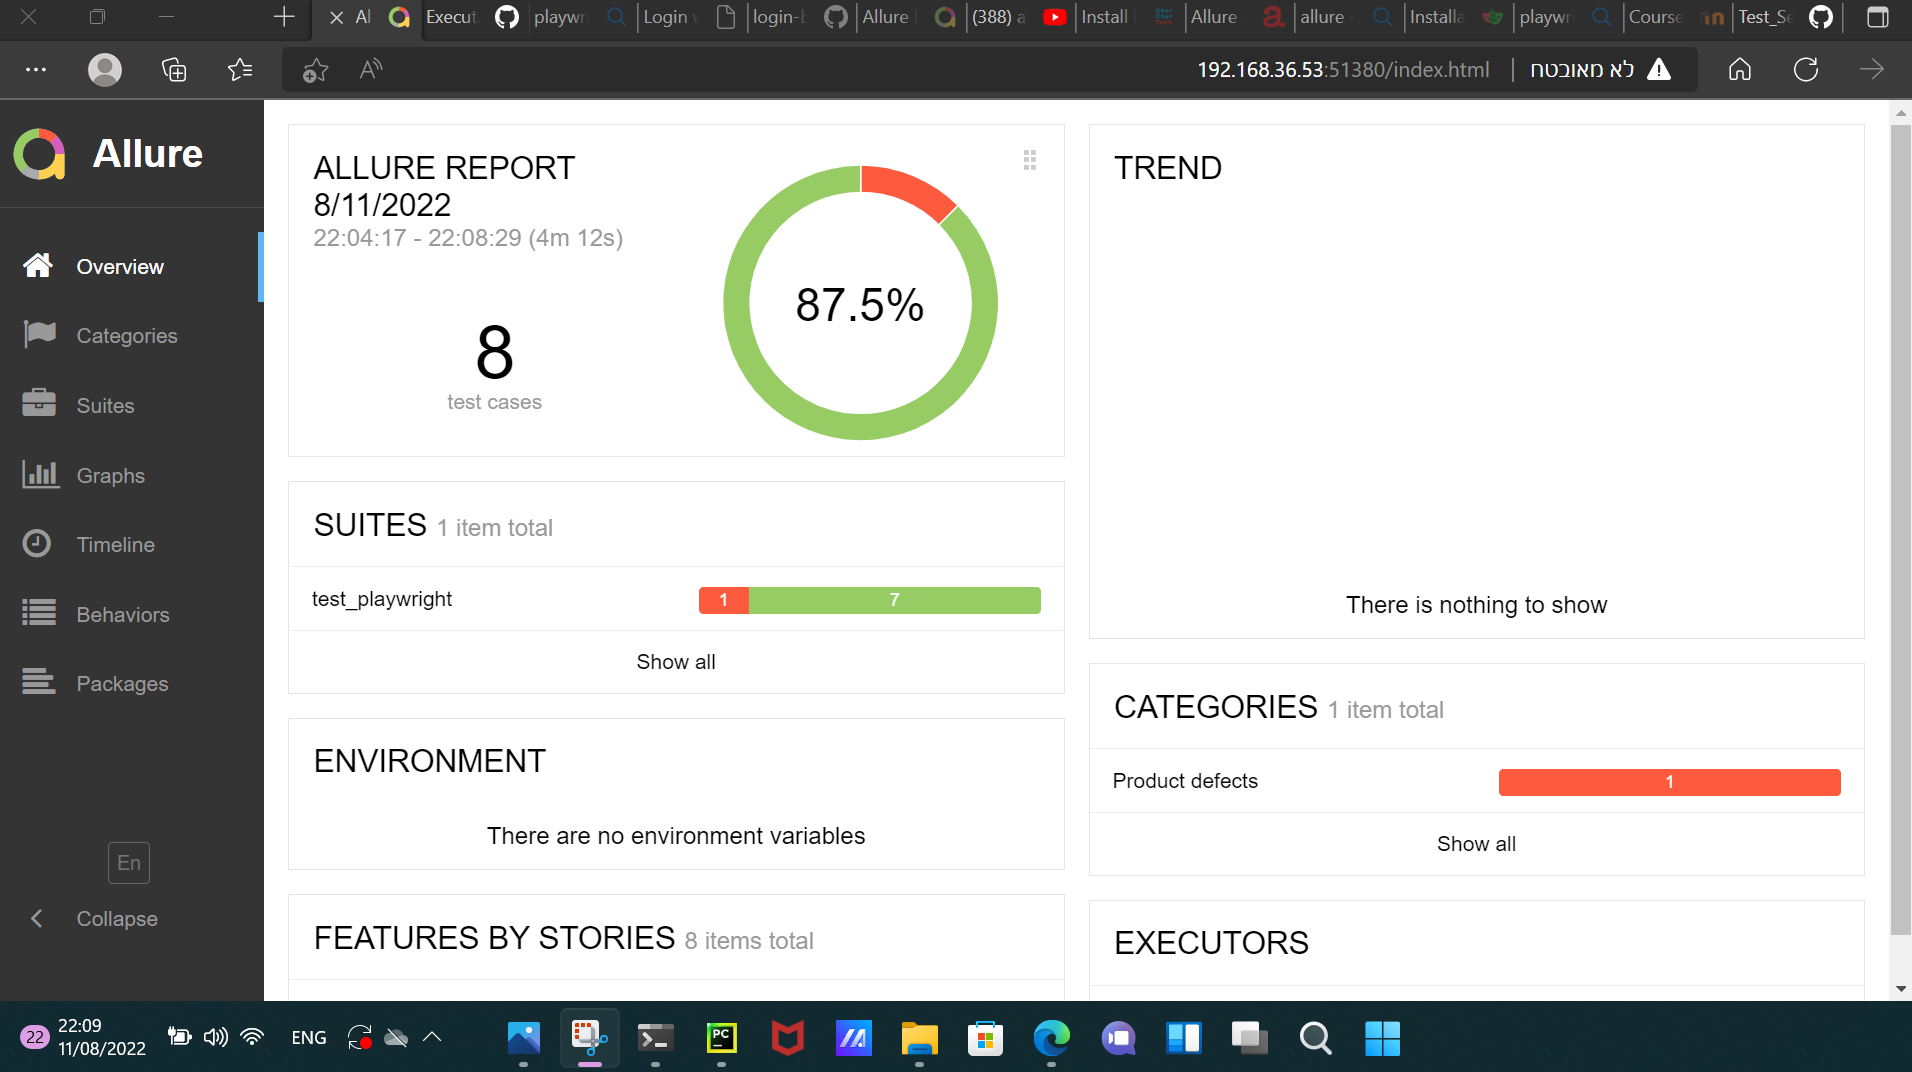 Al
Execut
playwr
Login
login-b
Allure
(388) a
Install
Allure
allure -
Installa
playwr
Course
Test_Se
192.168.36.53:51380/index.html
לא מאובטח
Allure
Overview
Categories
Suites
Graphs
Timeline
Behaviors
Packages
En
Collapse
ALLURE REPORT
8/11/2022
22:04:17 - 22:08:29 (4m 12s)
8
test cases
87.5%
SUITES 1 item total
test_playwright
1
7
Show all
ENVIRONMENT
There are no environment variables
FEATURES BY STORIES 8 items total
TREND
There is nothing to show
CATEGORIES 1 item total
Product defects
1
Show all
EXECUTORS
22
22:09
11/08/2022
ENG
PC